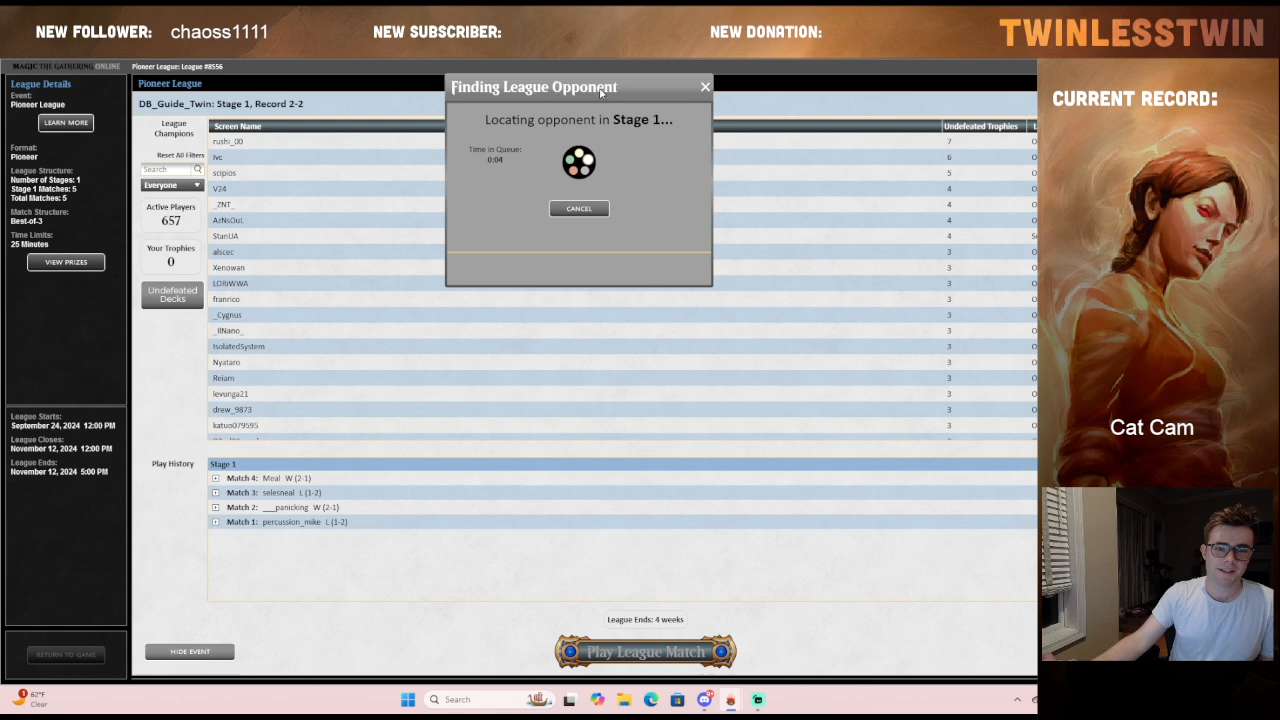 NEW FOLLOWER: chaoss1111 NEW SUBSCRIBER: NEW DONATION: TWINLESSTWIN
MAGIC THE GATHERING ONLINE Pioneer League: League #8556
League Details
Event:
Pioneer League
LEARN MORE
Format:
Pioneer
League Structure:
Number of Stages: 1
Stage 1 Matches: 5
Total Matches: 5
Match Structure:
Best-of-3
Time Limits:
25 Minutes
VIEW PRIZES
League Starts:
September 24, 2024 12:00 PM
League Closes:
November 12, 2024 12:00 PM
League Ends:
November 12, 2024 5:00 PM
RETURN TO GAME
Pioneer League
DB_Guide_Twin: Stage 1, Record 2-2
League
Champions
Reset All Filters
Search
Everyone
Active Players
657
Your Trophies
0
Undefeated
Decks
Screen Name Undefeated Trophies L
rushi_00 7 O
lvc 6 O
scipios 5 O
V24 4 O
_ZNT_ 4 O
AzNsOuL 4 O
StanUA 4 S
alscec 3 O
Xenowan 3 O
LORiWWA 3 O
franrico 3 O
_Cygnus 3 O
_IlNano_ 3 O
IsolatedSystem 3 O
Nyataro 3 O
Reiam 3 O
levunga21 3 O
drew_9873 3 O
katuo079595 3 O
Finding League Opponent
Locating opponent in Stage 1...
Time in Queue:
0:04
CANCEL
Play History
Stage 1
Match 4: Meal W (2-1)
Match 3: selesneal L (1-2)
Match 2: ___panicking W (2-1)
Match 1: percussion_mike L (1-2)
League Ends: 4 weeks
HIDE EVENT
Play League Match
CURRENT RECORD:
Cat Cam
1
62°F
Clear
Search